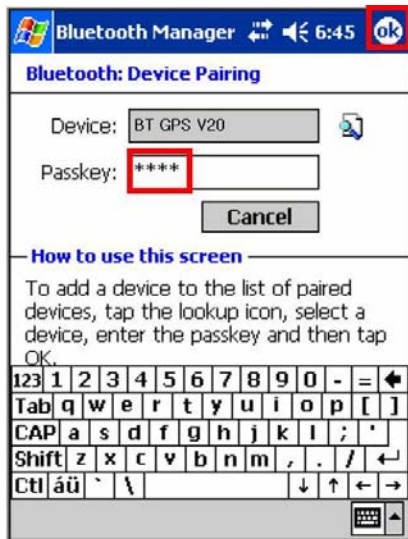 Bluetooth Manager 6:45 ok
Bluetooth: Device Pairing
Device: BT GPS V20
Passkey: ****
Cancel
How to use this screen
To add a device to the list of paired
devices, tap the lookup icon, select a
device, enter the passkey and then tap
OK.
123 1 2 3 4 5 6 7 8 9 0 - =
Tab q w e r t y u i o p [ ]
CAP a s d f g h j k l ; '
Shift z x c v b n m , . /
Ctl áü ` \ ↓ ↑ ← →